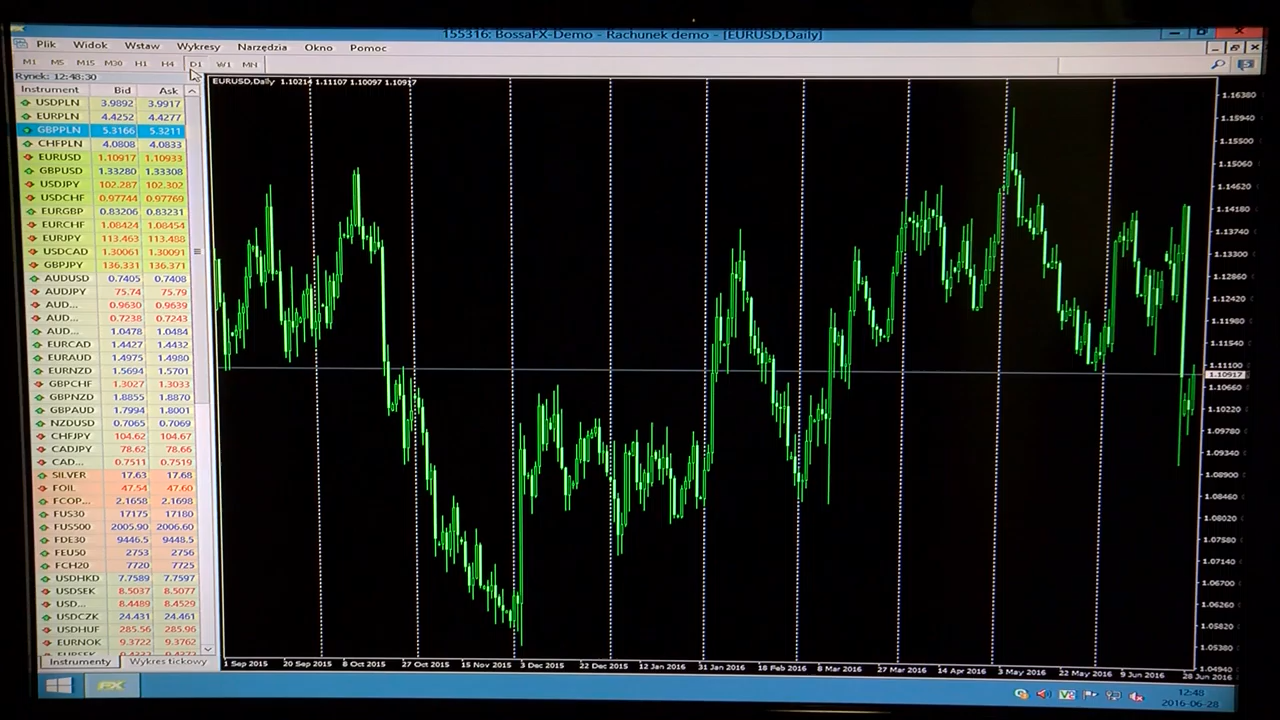 155316: BossaFX-Demo - Rachunek demo - [EURUSD,Daily]
Plik Widok Wstaw Wykresy Narzędzia Okno Pomoc
M1 M5 M15 M30 H1 H4 D1 W1 MN
Rynek: 12:48:30
EURUSD,Daily 1.10214 1.11107 1.10097 1.10917
Instrument Bid Ask
USDPLN 3.9892 3.9917
EURPLN 4.4252 4.4277
GBPPLN 5.3166 5.3211
CHFPLN 4.0808 4.0833
EURUSD 1.10917 1.10933
GBPUSD 1.33280 1.33308
USDJPY 102.287 102.302
USDCHF 0.97744 0.97769
EURGBP 0.83206 0.83231
EURCHF 1.08424 1.08454
EURJPY 113.463 113.488
USDCAD 1.30061 1.30091
GBPJPY 136.331 136.371
AUDUSD 0.7405 0.7408
AUDJPY 75.74 75.79
AUD... 0.9630 0.9639
AUD... 0.7238 0.7243
AUD... 1.0478 1.0484
EURCAD 1.4427 1.4432
EURAUD 1.4975 1.4980
EURNZD 1.5694 1.5701
GBPCHF 1.3027 1.3033
GBPNZD 1.8855 1.8870
GBPAUD 1.7994 1.8001
NZDUSD 0.7065 0.7069
CHFJPY 104.62 104.67
CADJPY 78.62 78.66
CAD... 0.7511 0.7519
SILVER 17.63 17.68
FOIL 47.54 47.60
FCOP... 2.1658 2.1698
FUS30 17175 17180
FUS500 2005.90 2006.60
FDE30 9446.5 9448.5
FEU50 2753 2756
FCH20 7720 7725
USDHKD 7.7589 7.7597
USDSEK 8.5037 8.5077
USD... 8.4489 8.4529
USDCZK 24.431 24.461
USDHUF 285.56 285.96
EURNOK 9.3722 9.3762
Instrumenty Wykres tickowy
1.16380
1.15940
1.15500
1.15060
1.14620
1.14180
1.13740
1.13300
1.12860
1.12420
1.11980
1.11540
1.11100
1.10917
1.10660
1.10220
1.09780
1.09340
1.08900
1.08460
1.08020
1.07580
1.07140
1.06700
1.06260
1.05820
1.05380
1.04940
1 Sep 2015 20 Sep 2015 8 Oct 2015 27 Oct 2015 15 Nov 2015 3 Dec 2015 22 Dec 2015 12 Jan 2016 31 Jan 2016 18 Feb 2016 8 Mar 2016 27 Mar 2016 14 Apr 2016 3 May 2016 22 May 2016 9 Jun 2016 28 Jun 2016
FX
12:48
2016-06-28